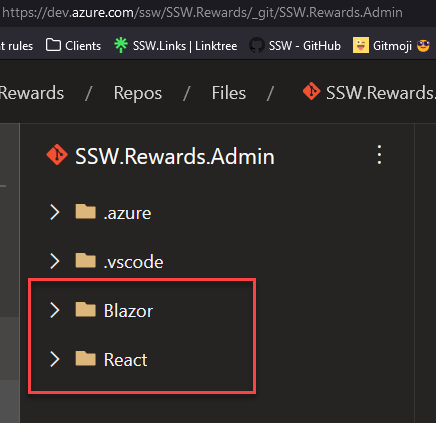 https://dev.azure.com/ssw/SSW.Rewards/_git/SSW.Rewards.Admin
nt rules Clients SSW.Links | Linktree SSW - GitHub Gitmoji
Rewards / Repos / Files / SSW.Rewards.
SSW.Rewards.Admin
.azure
.vscode
Blazor
React